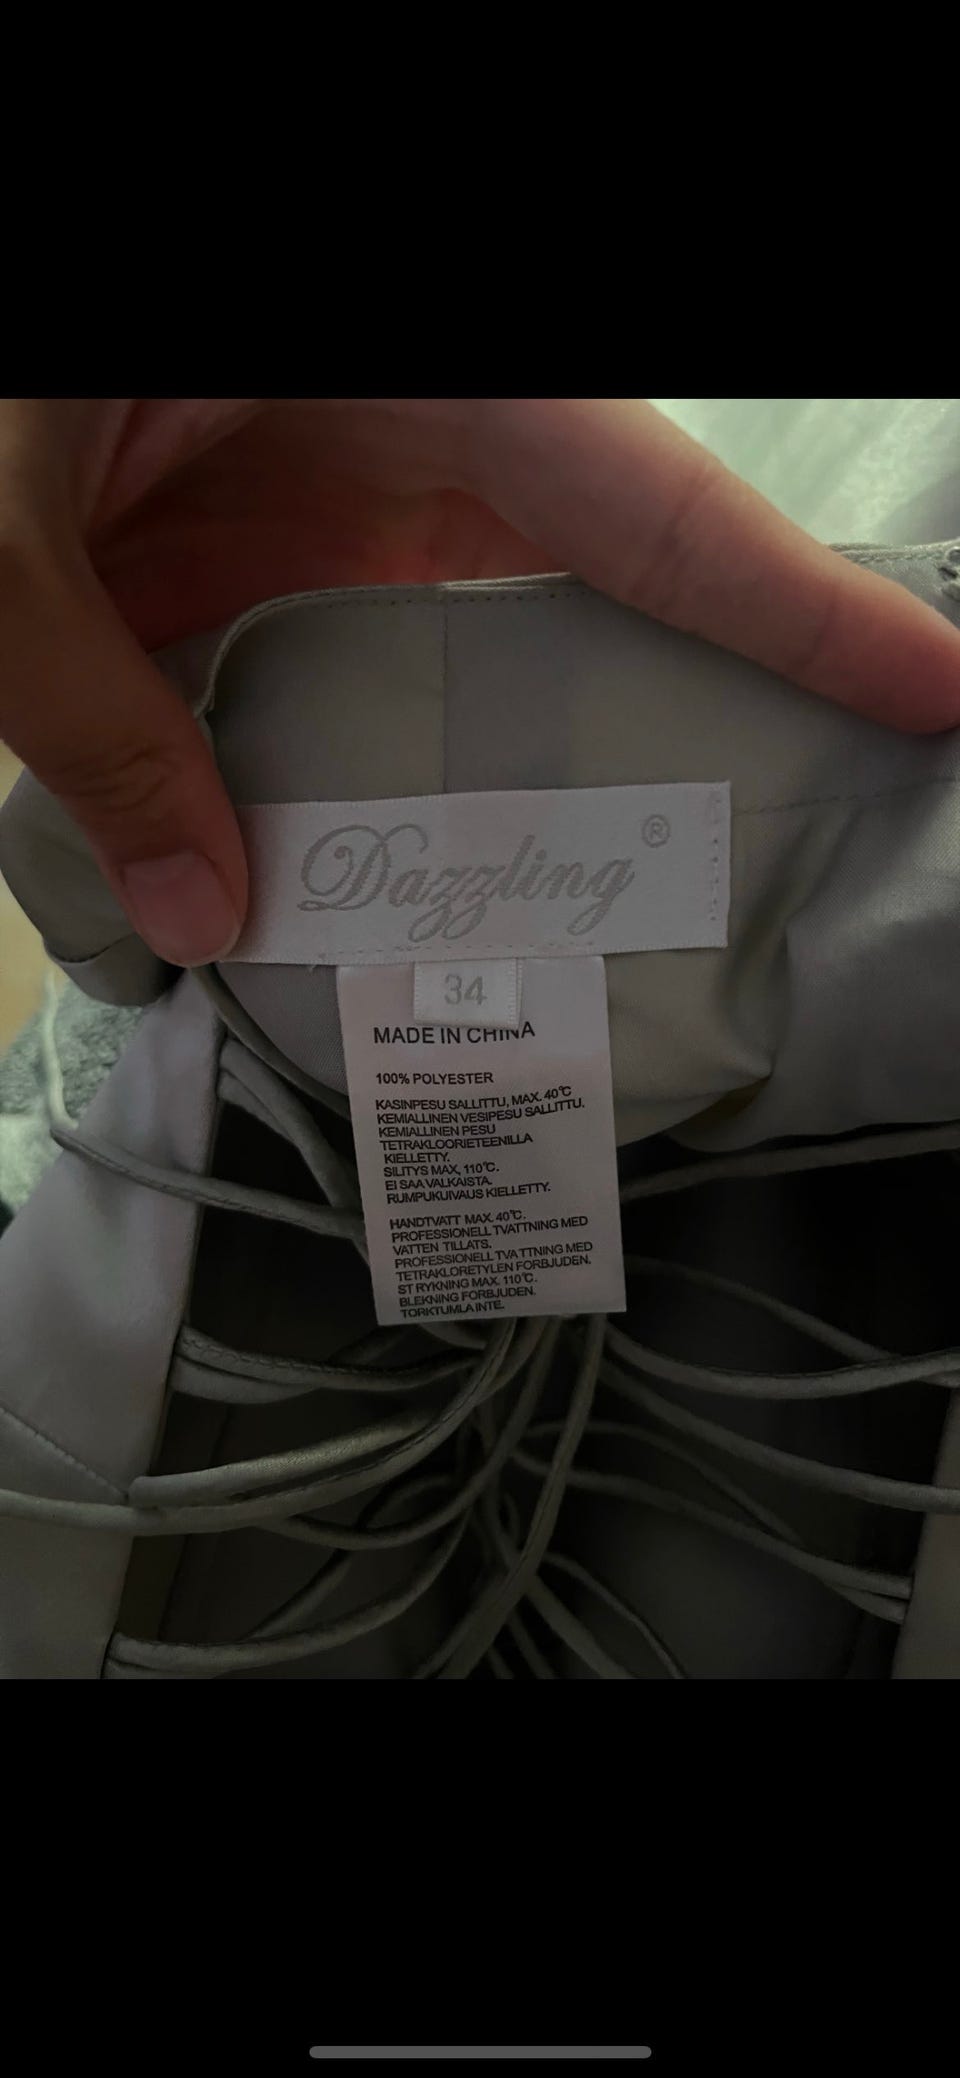 Dazzling ®
34
MADE IN CHINA
100% POLYESTER
KASINPESU SALLITTU, MAX. 40℃
KEMIALLINEN VESIPESU SALLITTU.
KEMIALLINEN PESU
TETRAKLOORIETEENILLA
KIELLETTY.
SILITYS MAX, 110℃.
EI SAA VALKAISTA.
RUMPUKUIVAUS KIELLETTY.
HANDTVATT MAX. 40℃.
PROFESSIONELL TVATTNING MED
VATTEN TILLATS.
PROFESSIONELL TVA TTNING MED
TETRAKLORETYLEN FORBJUDEN.
ST RYKNING MAX. 110℃.
BLEKNING FORBJUDEN.
TORKTUMLA INTE.